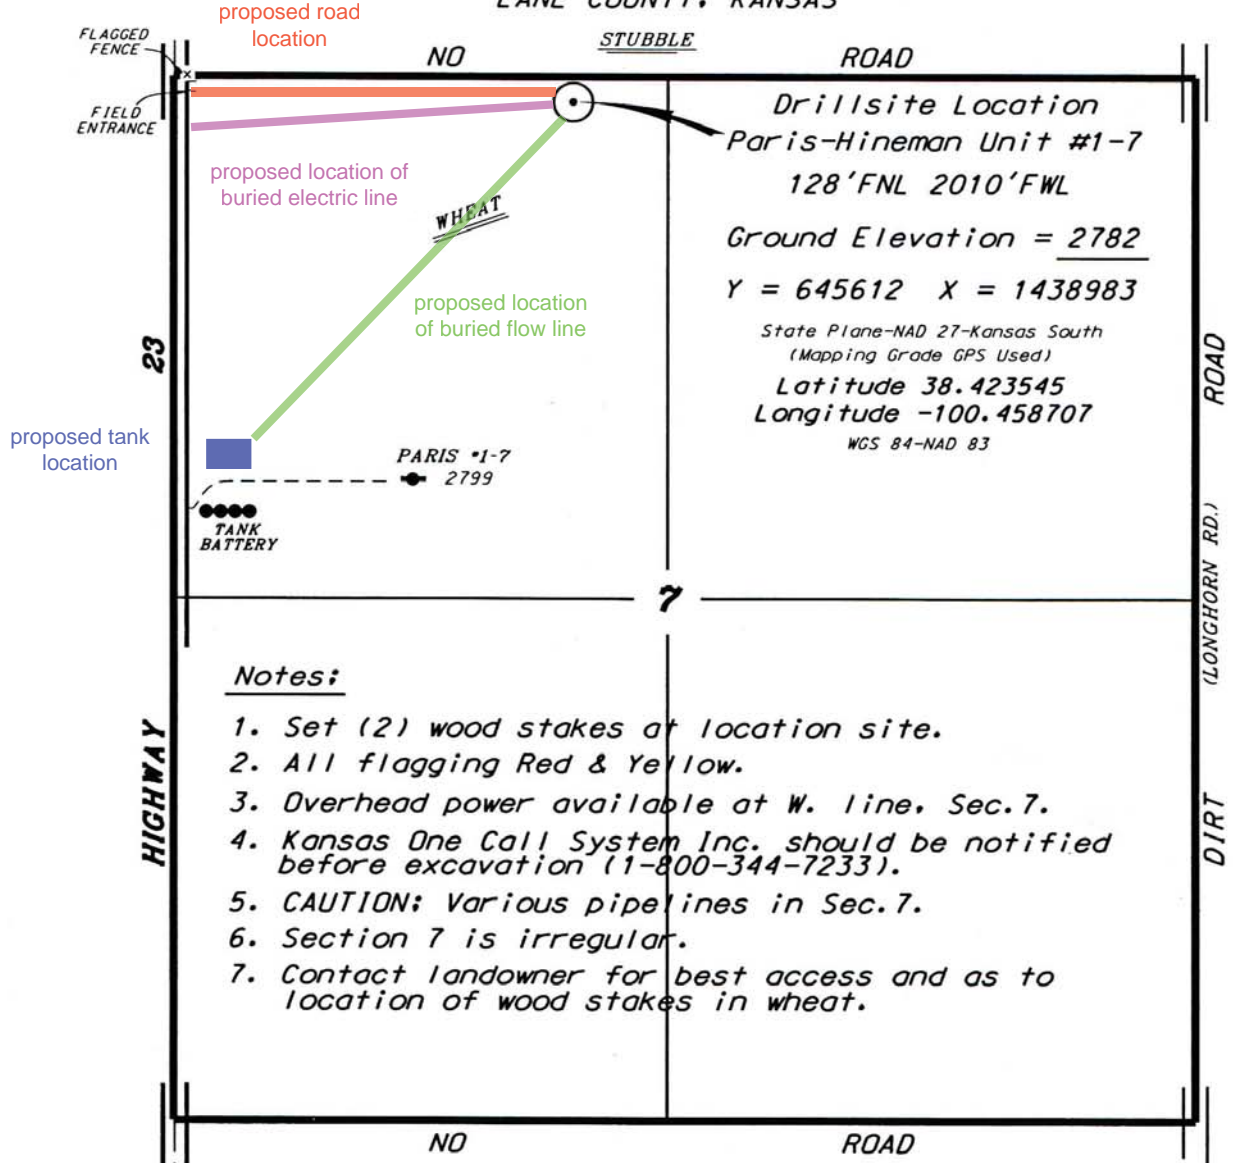 LANE COUNTY, KANSAS
proposed road
location
FLAGGED
FENCE
NO
STUBBLE
ROAD
FIELD
ENTRANCE
Drillsite Location
Paris-Hineman Unit #1-7
128'FNL 2010'FWL
proposed location of
buried electric line
WHEAT
Ground Elevation = 2782
Y = 645612 X = 1438983
proposed location
of buried flow line
State Plane-NAD 27-Kansas South
(Mapping Grade GPS Used)
Latitude 38.423545
Longitude -100.458707
WGS 84-NAD 83
23
ROAD
proposed tank
location
PARIS #1-7
2799
TANK
BATTERY
(LONGHORN RD.)
7
Notes:
1. Set (2) wood stakes at location site.
2. All flagging Red & Yellow.
3. Overhead power available at W. line, Sec. 7.
4. Kansas One Call System Inc. should be notified
before excavation (1-800-344-7233).
5. CAUTION: Various pipelines in Sec. 7.
6. Section 7 is irregular.
7. Contact landowner for best access and as to
location of wood stakes in wheat.
HIGHWAY
DIRT
NO
ROAD